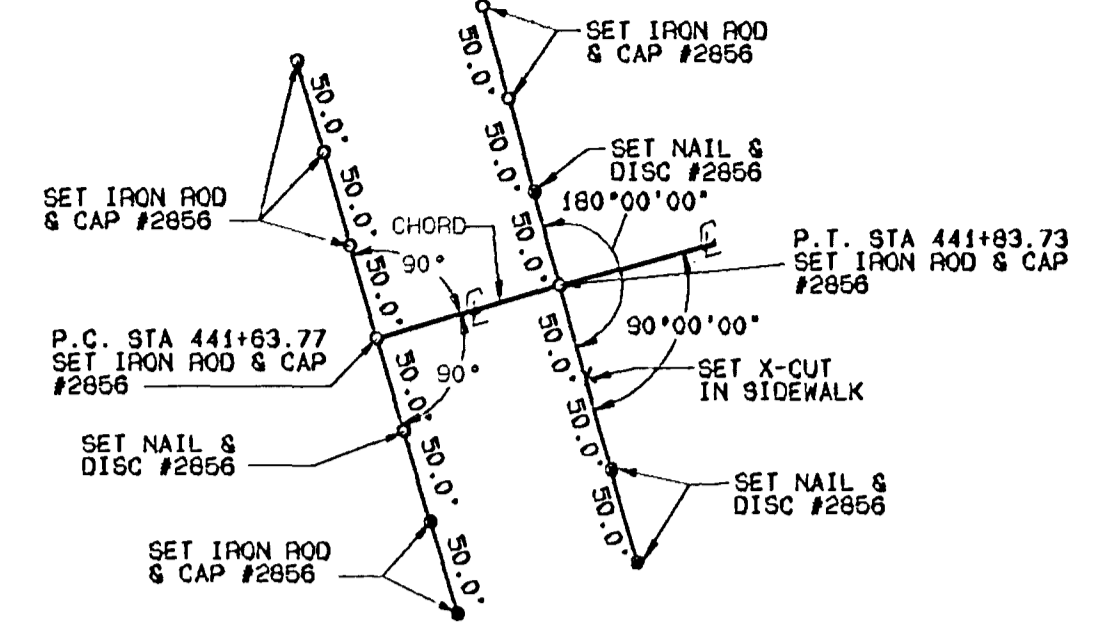 SET IRON ROD
& CAP #2856
50.0'
50.0'
50.0'
50.0'
SET NAIL &
DISC #2856
180°00'00"
50.0'
50.0'
SET IRON ROD
& CAP #2856
CHORD
90°
50.0'
℄
℄
P.T. STA 441+83.73
SET IRON ROD & CAP
#2856
90°00'00"
P.C. STA 441+63.77
SET IRON ROD & CAP
#2856
90°
50.0'
50.0'
SET X-CUT
IN SIDEWALK
SET NAIL &
DISC #2856
50.0'
50.0'
SET NAIL &
DISC #2856
50.0'
SET IRON ROD
& CAP #2856
50.0'